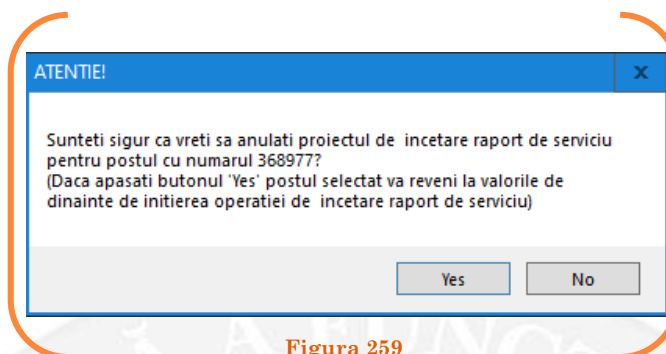 ATENTIE!
x
Sunteti sigur ca vreti sa anulati proiectul de  incetare raport de serviciu
pentru postul cu numarul 368977?
(Daca apasati butonul 'Yes' postul selectat va reveni la valorile de
dinainte de initierea operatiei de  incetare raport de serviciu)
Yes No
A FUNC
Figura 259